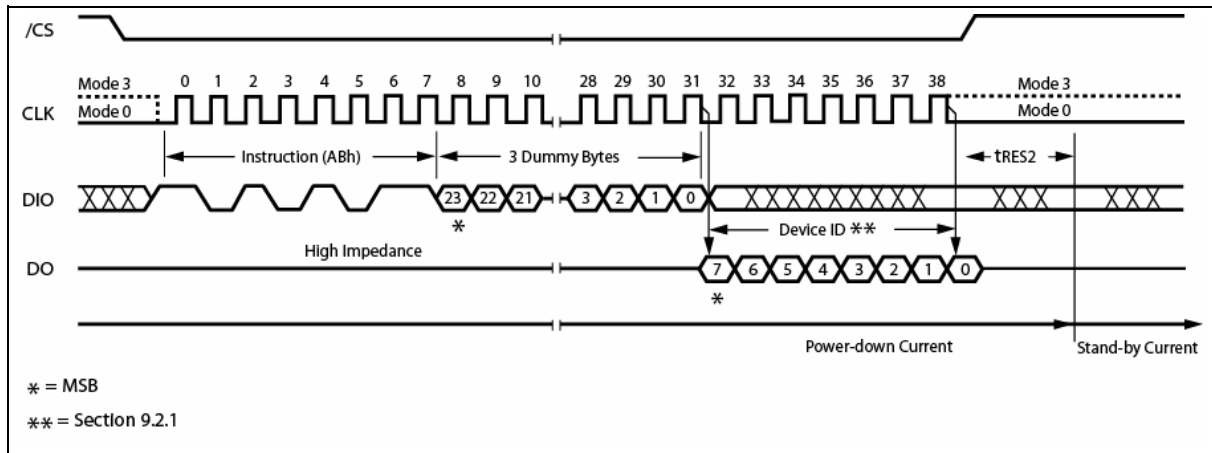 /CS
Mode 3 0 1 2 3 4 5 6 7 8 9 10 28 29 30 31 32 33 34 35 36 37 38 Mode 3
CLK Mode 0 Mode 0
Instruction (ABh) 3 Dummy Bytes tRES2
DIO 23 22 21 3 2 1 0
* Device ID **
High Impedance
DO 7 6 5 4 3 2 1 0
*
Power-down Current Stand-by Current
* = MSB
** = Section 9.2.1